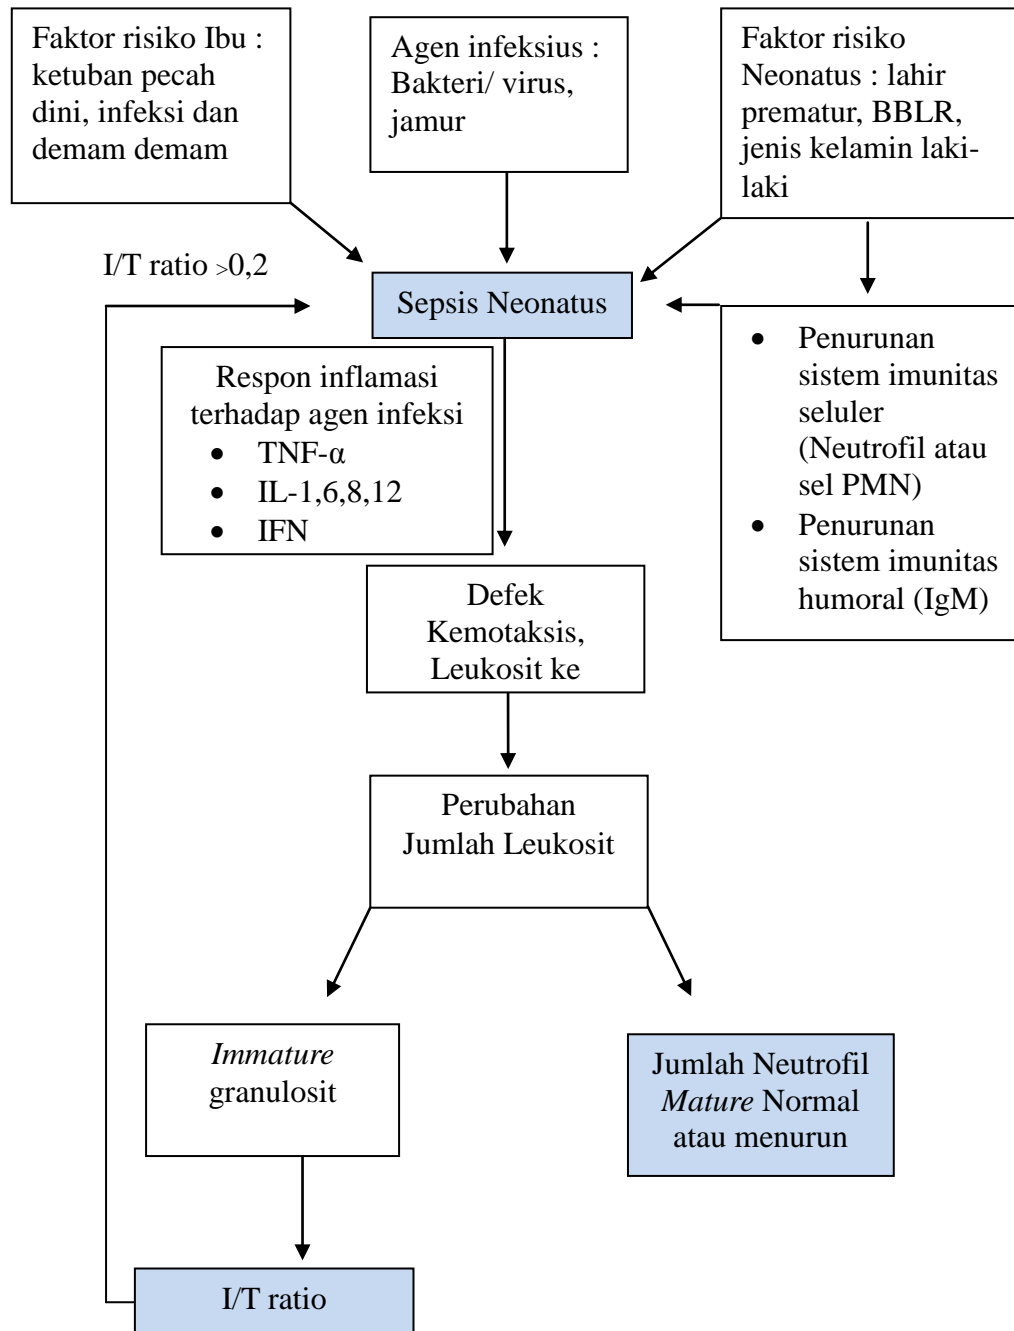 Faktor risiko Ibu :
ketuban pecah
dini, infeksi dan
demam demam
Agen infeksius :
Bakteri/ virus,
jamur
Faktor risiko
Neonatus : lahir
prematur, BBLR,
jenis kelamin laki-
laki
I/T ratio >0,2
Sepsis Neonatus
Respon inflamasi
terhadap agen infeksi
• TNF-α
• IL-1,6,8,12
• IFN
• Penurunan
sistem imunitas
seluler
(Neutrofil atau
sel PMN)
• Penurunan
sistem imunitas
humoral (IgM)
Defek
Kemotaksis,
Leukosit ke
Perubahan
Jumlah Leukosit
Immature
granulosit
Jumlah Neutrofil
Mature Normal
atau menurun
I/T ratio